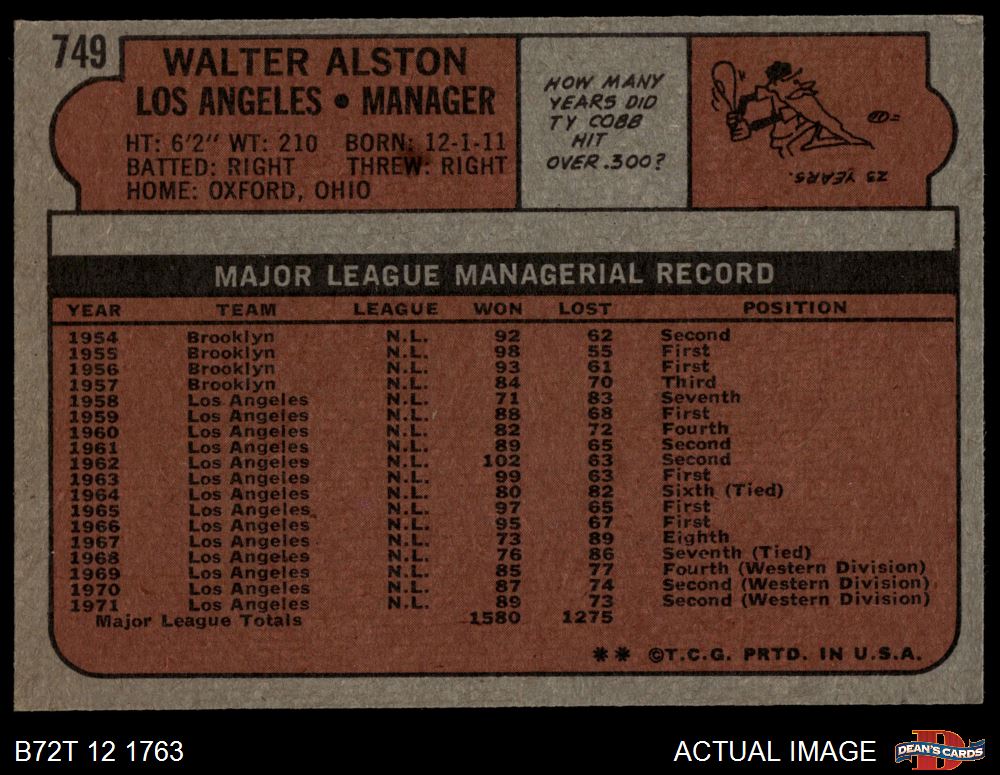 749
WALTER ALSTON
LOS ANGELES • MANAGER
HT: 6'2" WT: 210 BORN: 12-1-11
BATTED: RIGHT THREW: RIGHT
HOME: OXFORD, OHIO
HOW MANY
YEARS DID
TY COBB
HIT
OVER .300?
23 YEARS.
MAJOR LEAGUE MANAGERIAL RECORD
YEAR TEAM LEAGUE WON LOST POSITION
1954 Brooklyn N.L. 92 62 Second
1955 Brooklyn N.L. 98 55 First
1956 Brooklyn N.L. 93 61 First
1957 Brooklyn N.L. 84 70 Third
1958 Los Angeles N.L. 71 83 Seventh
1959 Los Angeles N.L. 88 68 First
1960 Los Angeles N.L. 82 72 Fourth
1961 Los Angeles N.L. 89 65 Second
1962 Los Angeles N.L. 102 63 Second
1963 Los Angeles N.L. 99 63 First
1964 Los Angeles N.L. 80 82 Sixth (Tied)
1965 Los Angeles N.L. 97 65 First
1966 Los Angeles N.L. 95 67 First
1967 Los Angeles N.L. 73 89 Eighth
1968 Los Angeles N.L. 76 86 Seventh (Tied)
1969 Los Angeles N.L. 85 77 Fourth (Western Division)
1970 Los Angeles N.L. 87 74 Second (Western Division)
1971 Los Angeles N.L. 89 73 Second (Western Division)
Major League Totals 1580 1275
** ©T.C.G. PRTD. IN U.S.A.
B72T 12 1763
ACTUAL IMAGE
DEAN'S CARDS